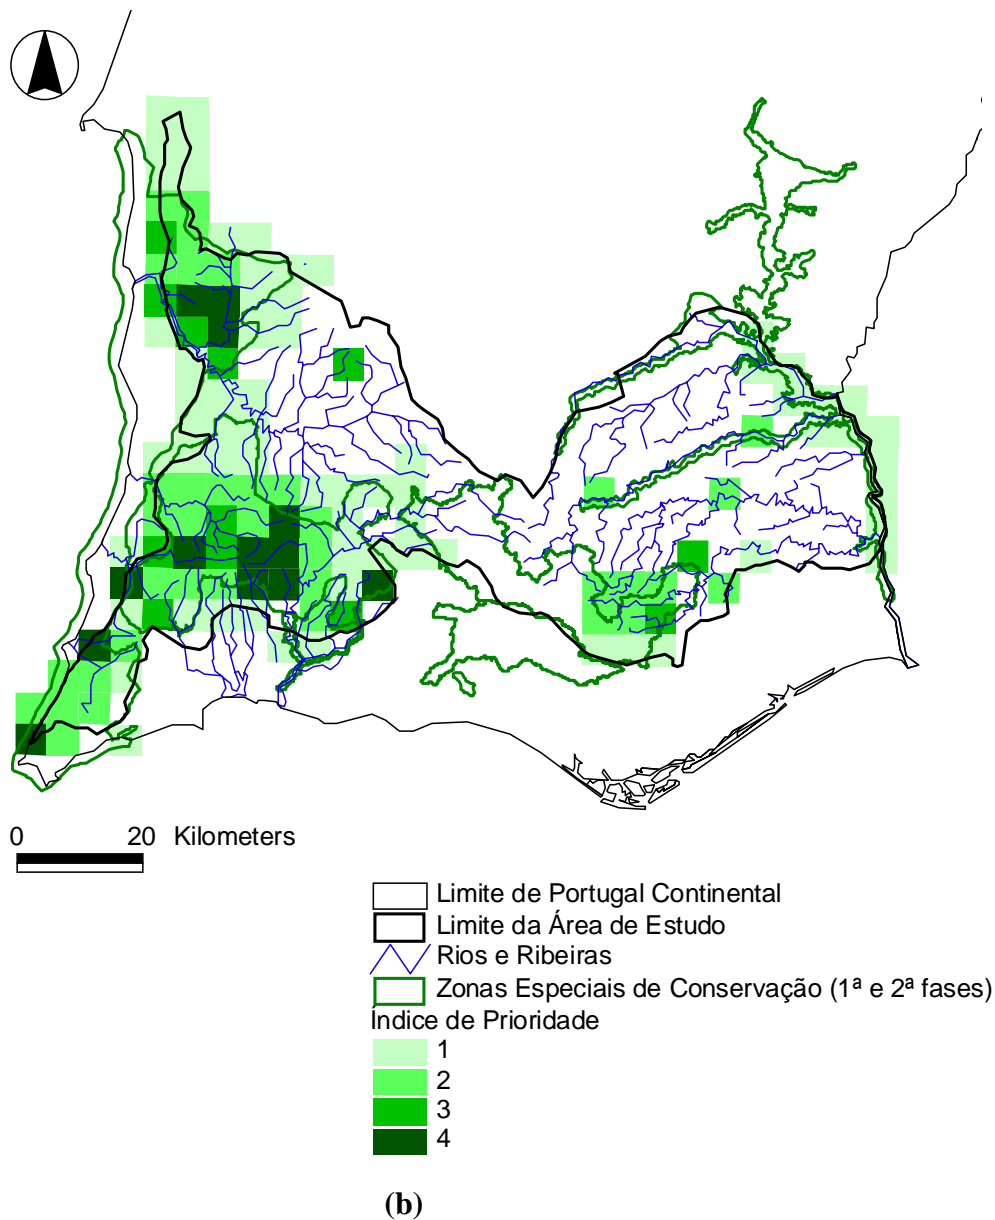 0 20 Kilometers
Limite de Portugal Continental
Limite da Área de Estudo
Rios e Ribeiras
Zonas Especiais de Conservação (1ª e 2ª fases)
Índice de Prioridade
1
2
3
4
(b)